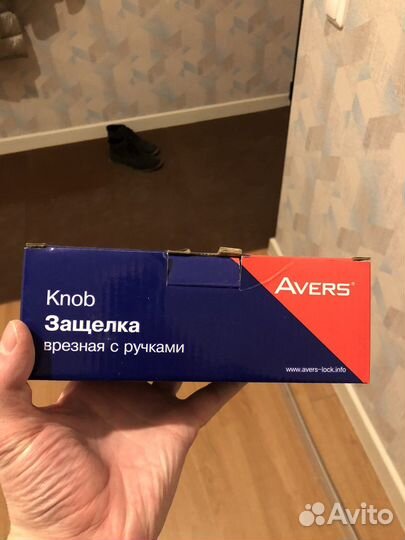 Knob
Защелка
врезная с ручками
AVERS®
www.avers-lock.info
Avito